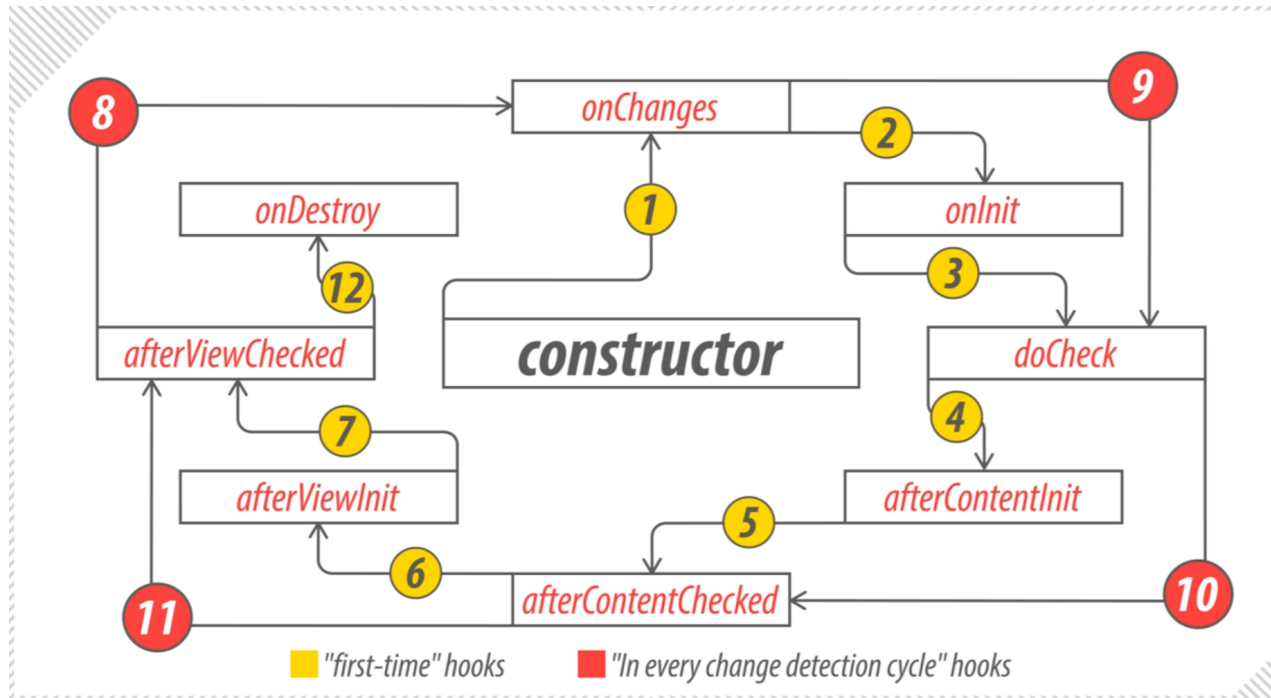 8
onChanges
9
2
onDestroy
1
onInit
12
3
afterViewChecked
constructor
doCheck
7
4
afterViewInit
5
afterContentInit
6
afterContentChecked
10
11
"first-time" hooks
"In every change detection cycle" hooks